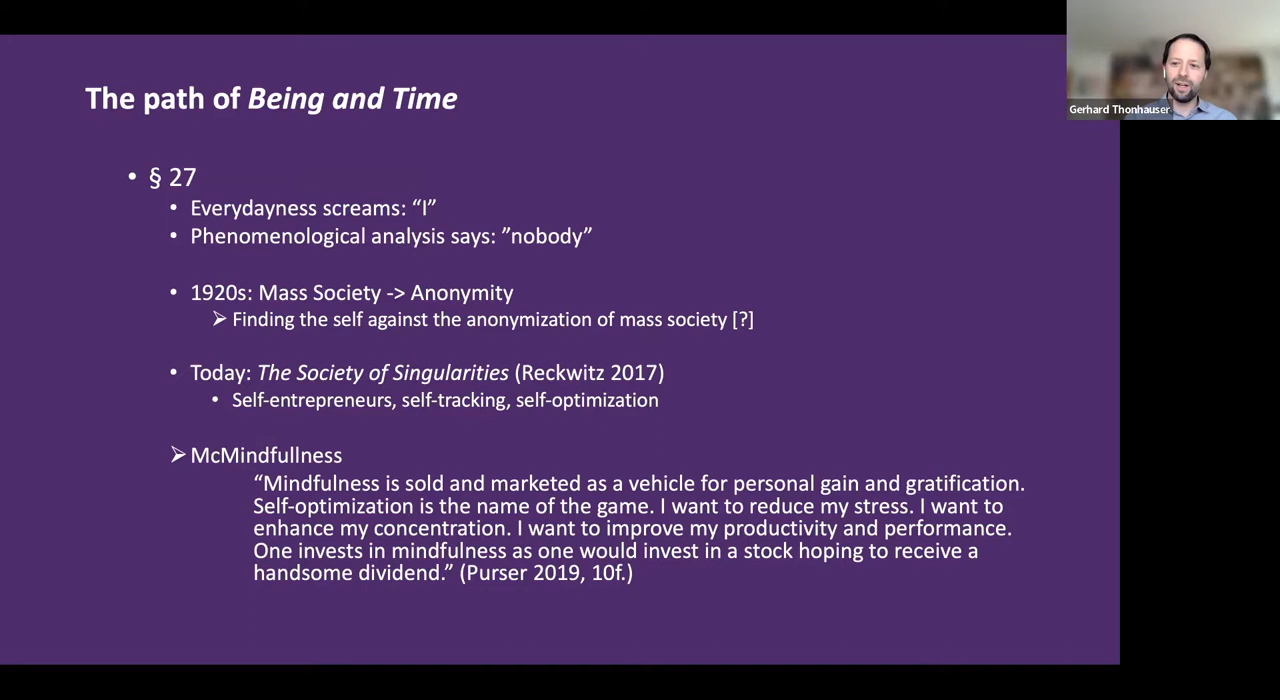 The path of Being and Time
Gerhard Thonhauser
• § 27
• Everydayness screams: “I”
• Phenomenological analysis says: ”nobody”
• 1920s: Mass Society -> Anonymity
➢ Finding the self against the anonymization of mass society [?]
• Today: The Society of Singularities (Reckwitz 2017)
• Self-entrepreneurs, self-tracking, self-optimization
➢ McMindfullness
“Mindfulness is sold and marketed as a vehicle for personal gain and gratification.
Self-optimization is the name of the game. I want to reduce my stress. I want to
enhance my concentration. I want to improve my productivity and performance.
One invests in mindfulness as one would invest in a stock hoping to receive a
handsome dividend.” (Purser 2019, 10f.)